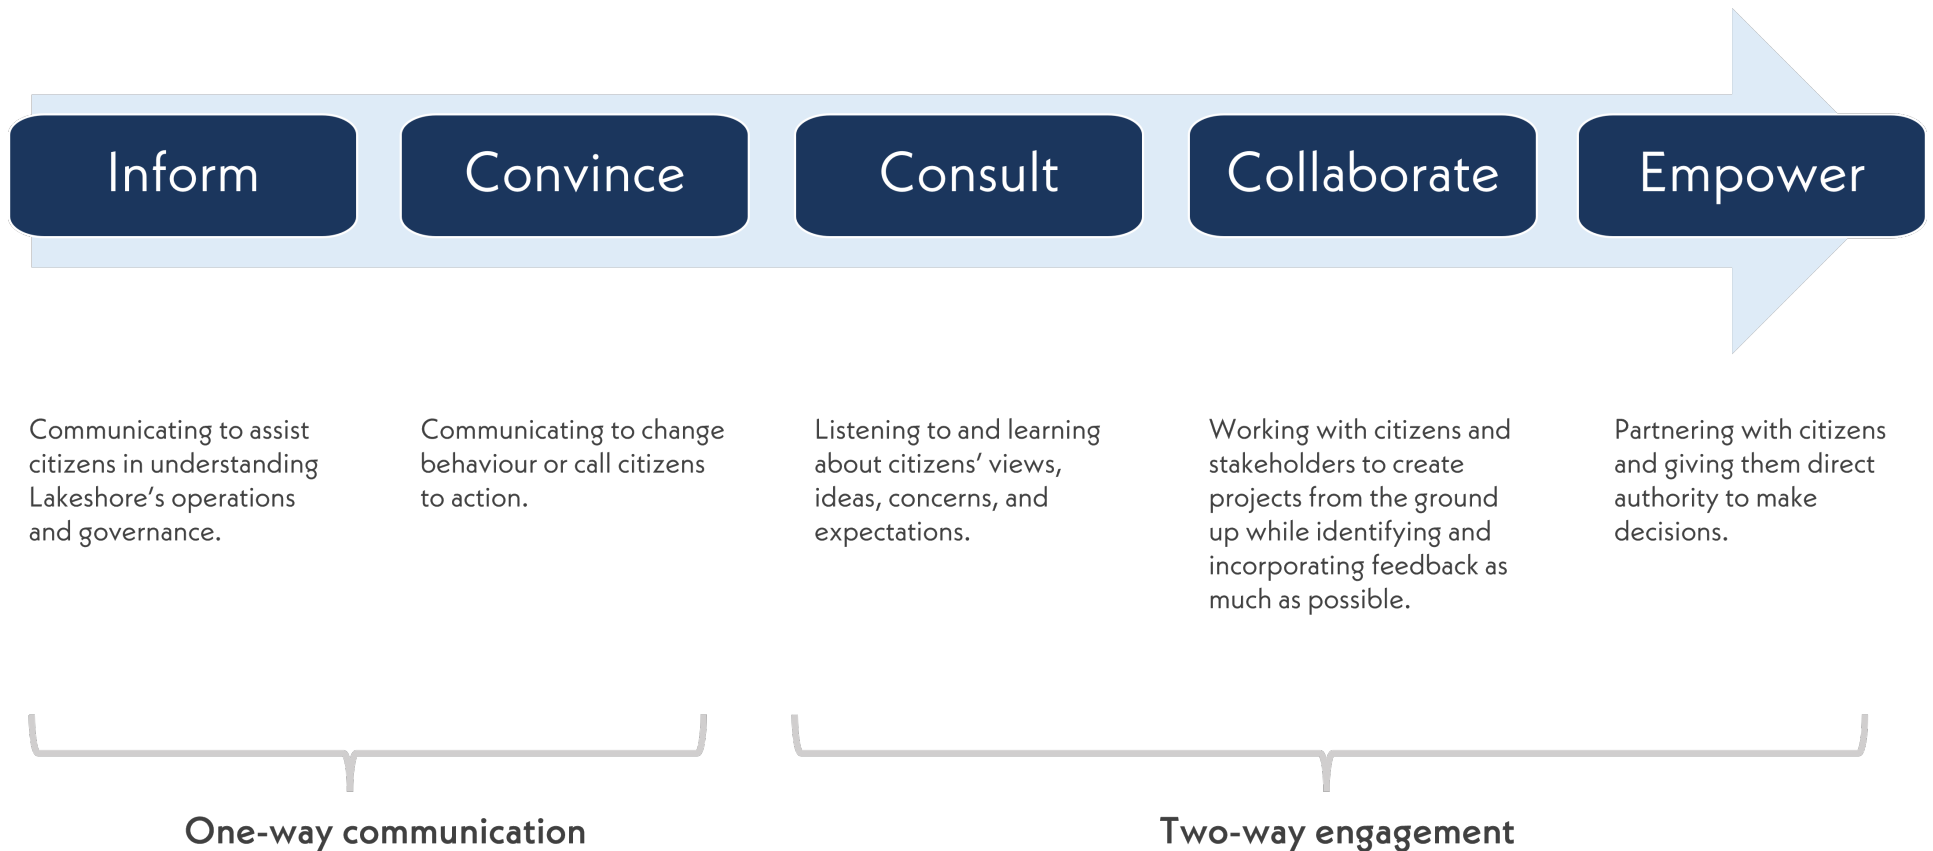 Inform
Convince
Consult
Collaborate
Empower
Communicating to assist
citizens in understanding
Lakeshore’s operations
and governance.
Communicating to change
behaviour or call citizens
to action.
Listening to and learning
about citizens’ views,
ideas, concerns, and
expectations.
Working with citizens and
stakeholders to create
projects from the ground
up while identifying and
incorporating feedback as
much as possible.
Partnering with citizens
and giving them direct
authority to make
decisions.
One-way communication
Two-way engagement